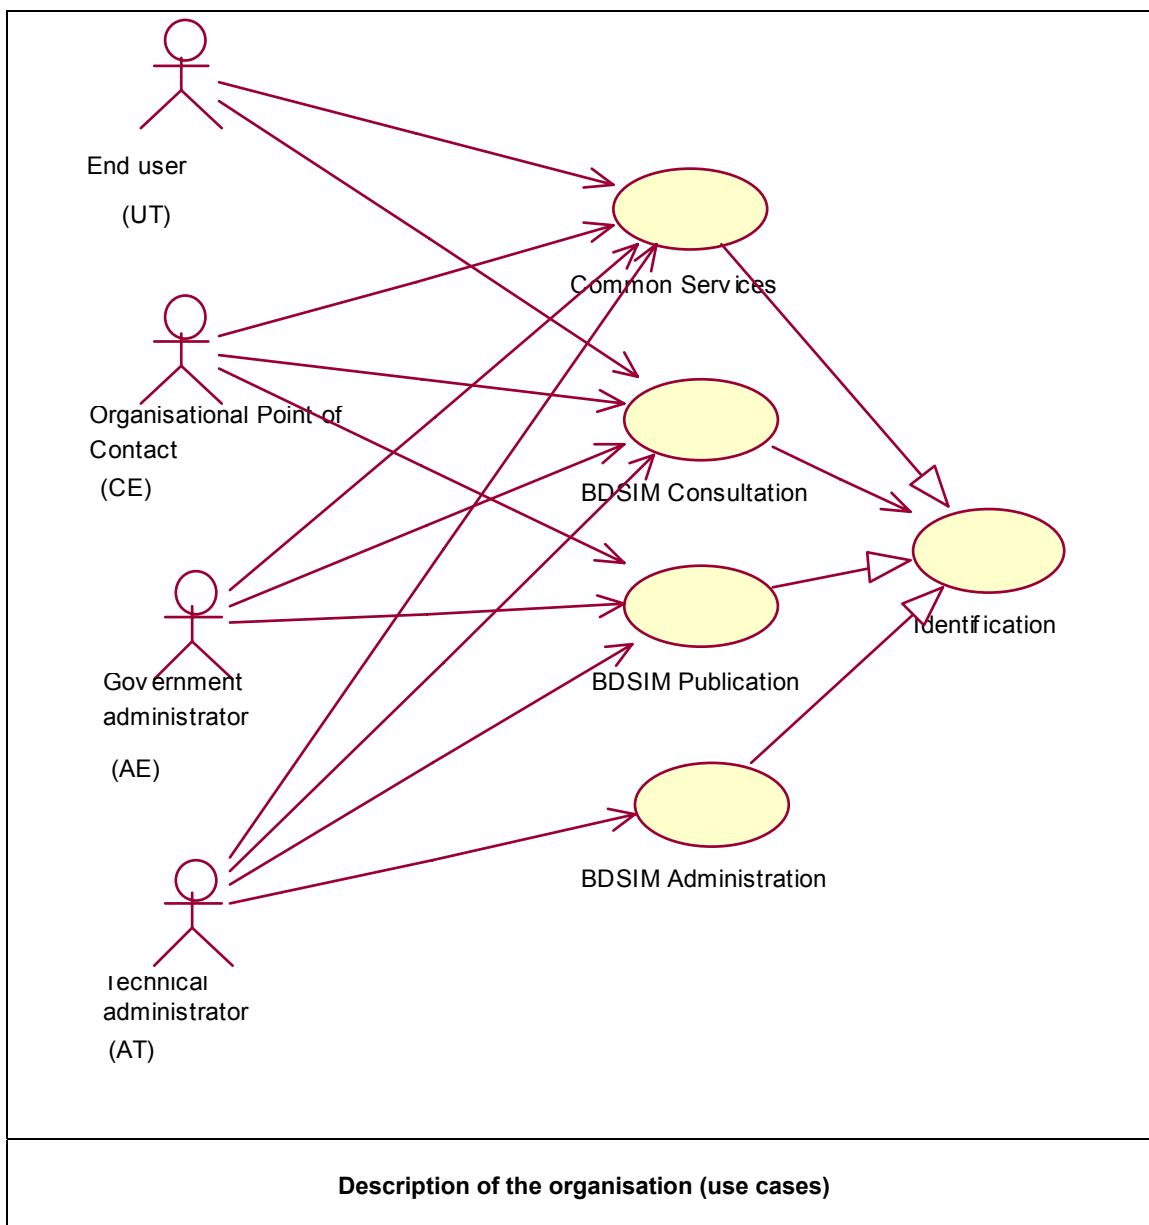 End user
(UT)
Common Services
Organisational Point of
Contact
(CE)
BDSIM Consultation
Identification
Government
administrator
(AE)
BDSIM Publication
BDSIM Administration
Technical
administrator
(AT)
Description of the organisation (use cases)